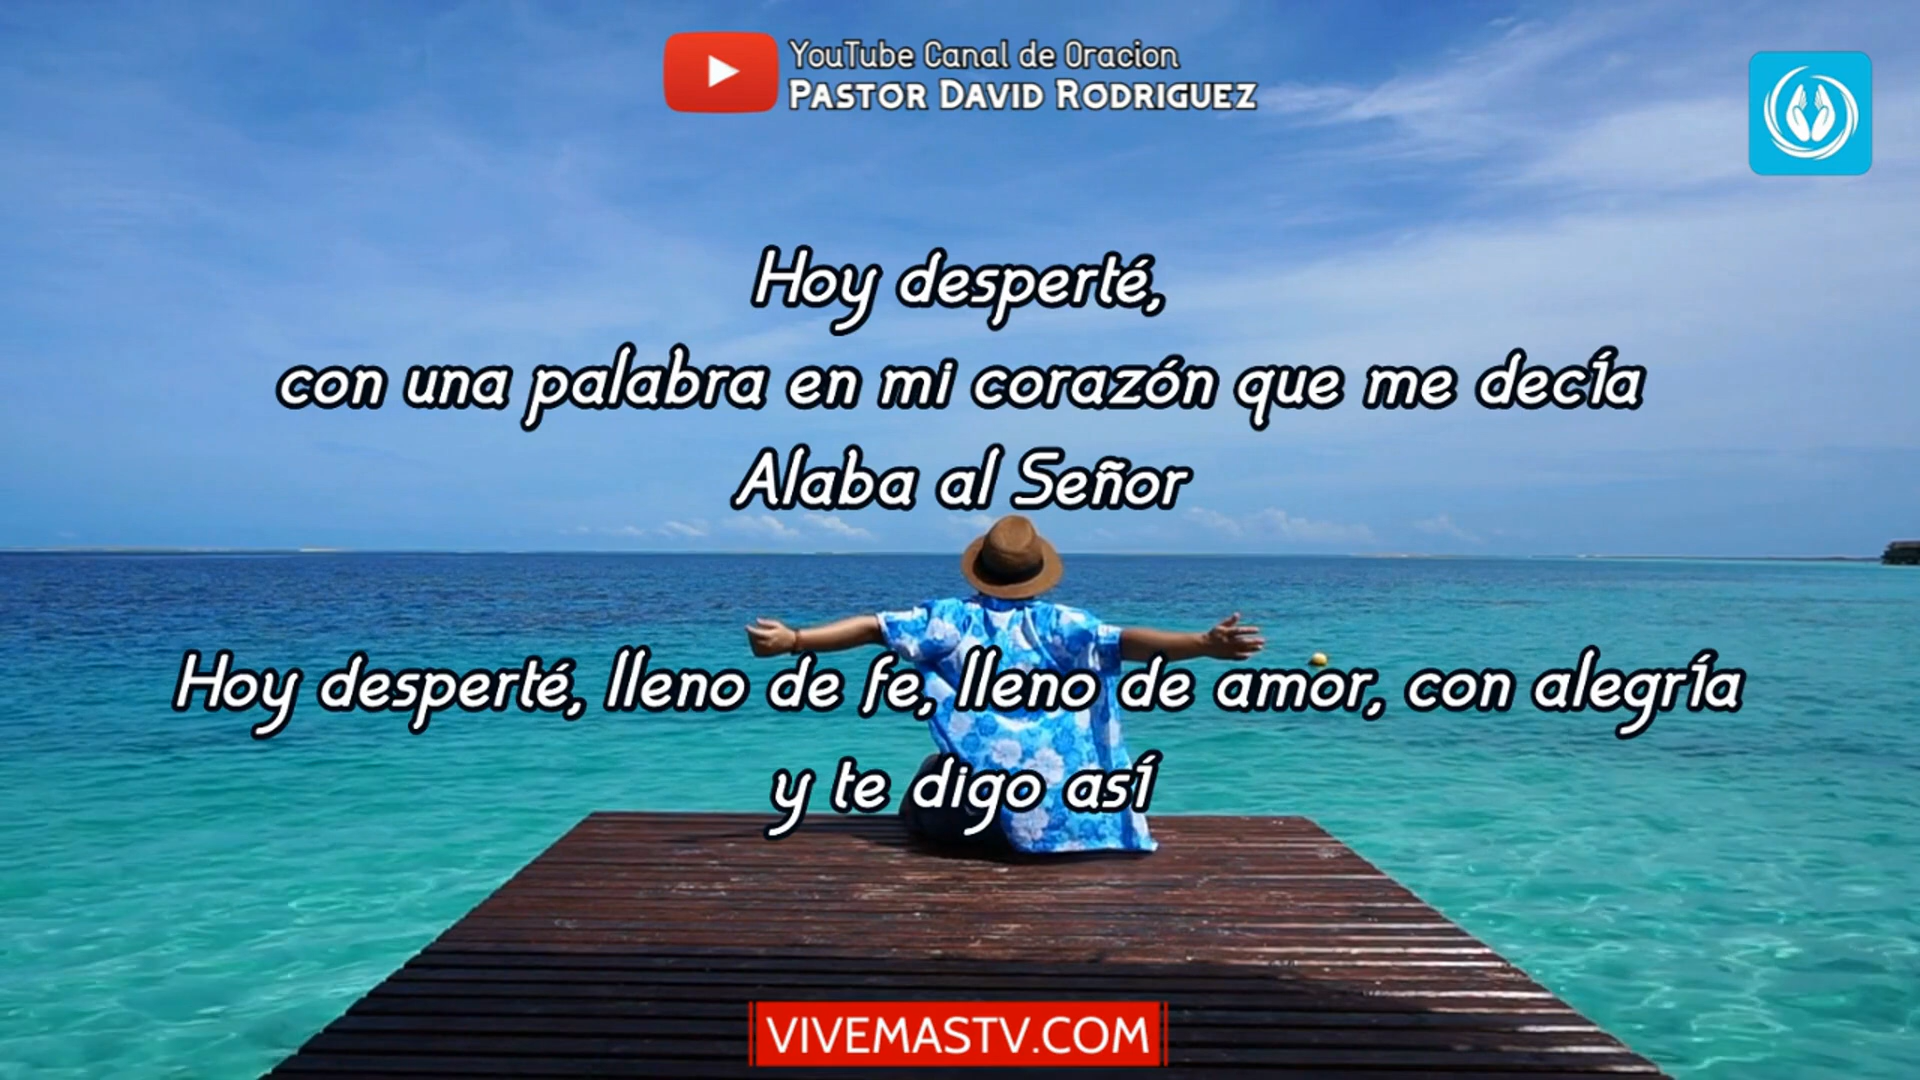 YouTube Canal de Oracion
PASTOR DAVID RODRIGUEZ
Hoy desperté,
con una palabra en mi corazón que me decía
Alaba al Señor
Hoy desperté, lleno de fe, lleno de amor, con alegría
y te digo así
VIVEMASTV.COM